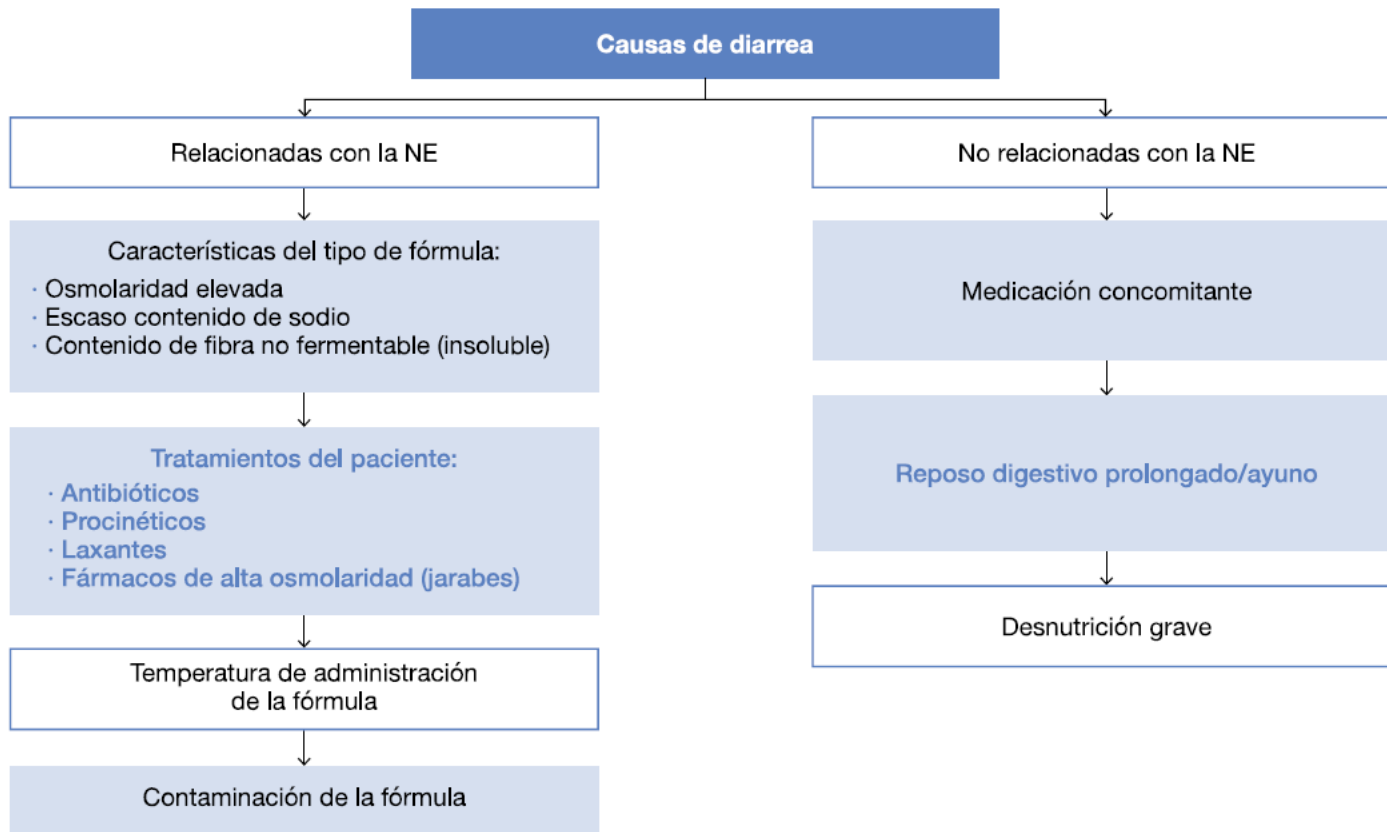 Causas de diarrea
Relacionadas con la NE
Características del tipo de fórmula:
· Osmolaridad elevada
· Escaso contenido de sodio
· Contenido de fibra no fermentable (insoluble)
Tratamientos del paciente:
· Antibióticos
· Procinéticos
· Laxantes
· Fármacos de alta osmolaridad (jarabes)
Temperatura de administración
de la fórmula
Contaminación de la fórmula
No relacionadas con la NE
Medicación concomitante
Reposo digestivo prolongado/ayuno
Desnutrición grave